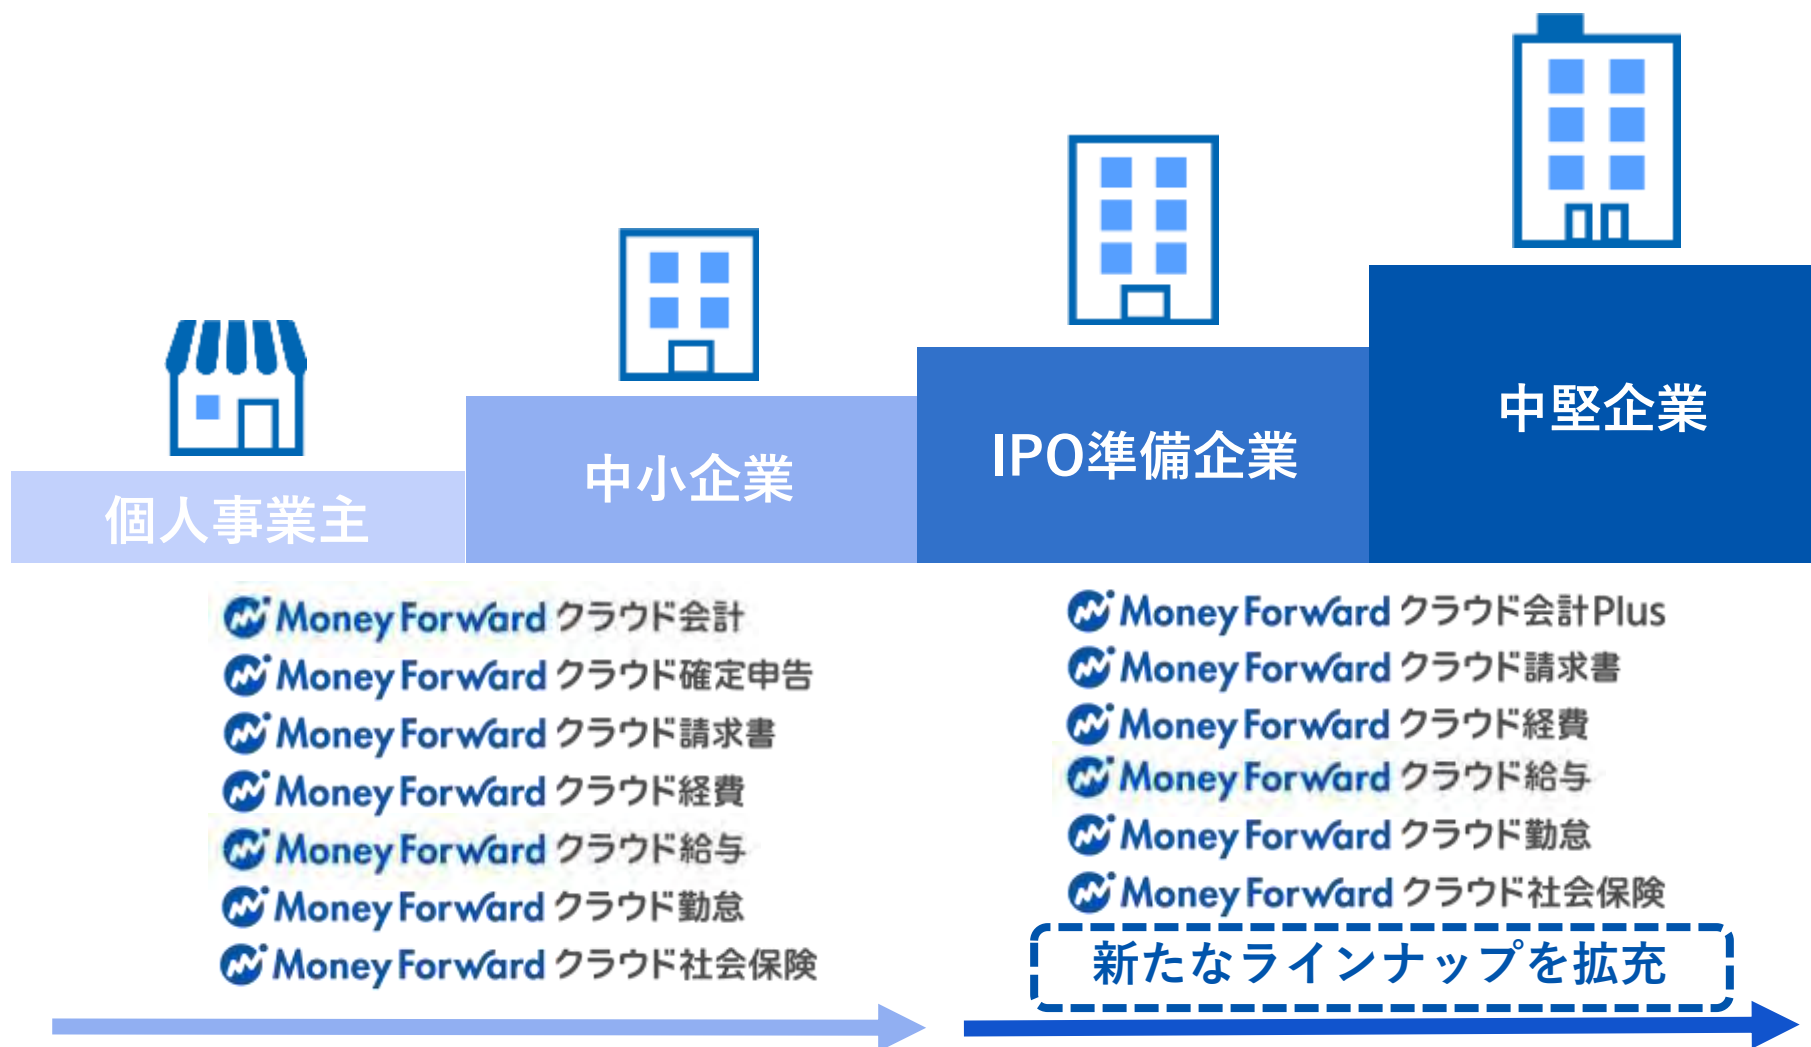 個人事業主
中小企業
IPO準備企業
中堅企業
Money Forward クラウド会計
Money Forward クラウド確定申告
Money Forward クラウド請求書
Money Forward クラウド経費
Money Forward クラウド給与
Money Forward クラウド勤怠
Money Forward クラウド社会保険
Money Forward クラウド会計Plus
Money Forward クラウド請求書
Money Forward クラウド経費
Money Forward クラウド給与
Money Forward クラウド勤怠
Money Forward クラウド社会保険
新たなラインナップを拡充